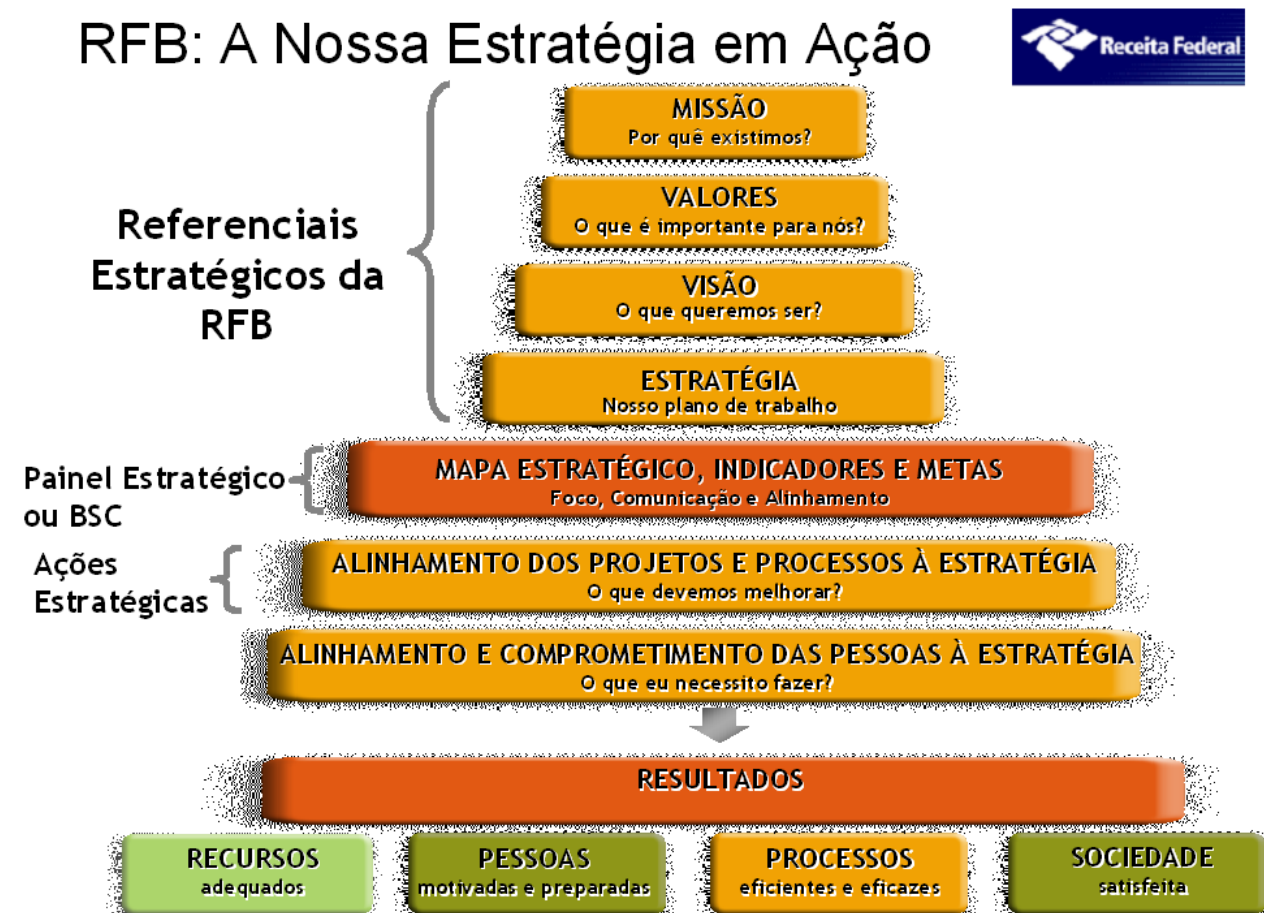 RFB: A Nossa Estratégia em Ação
Receita Federal
MISSÃO
Por quê existimos?
VALORES
O que é importante para nós?
Referenciais
Estratégicos da
RFB
VISÃO
O que queremos ser?
ESTRATÉGIA
Nosso plano de trabalho
Painel Estratégico
ou BSC
MAPA ESTRATÉGICO, INDICADORES E METAS
Foco, Comunicação e Alinhamento
Ações
Estratégicas
ALINHAMENTO DOS PROJETOS E PROCESSOS À ESTRATÉGIA
O que devemos melhorar?
ALINHAMENTO E COMPROMETIMENTO DAS PESSOAS À ESTRATÉGIA
O que eu necessito fazer?
RESULTADOS
RECURSOS
adequados
PESSOAS
motivadas e preparadas
PROCESSOS
eficientes e eficazes
SOCIEDADE
satisfeita